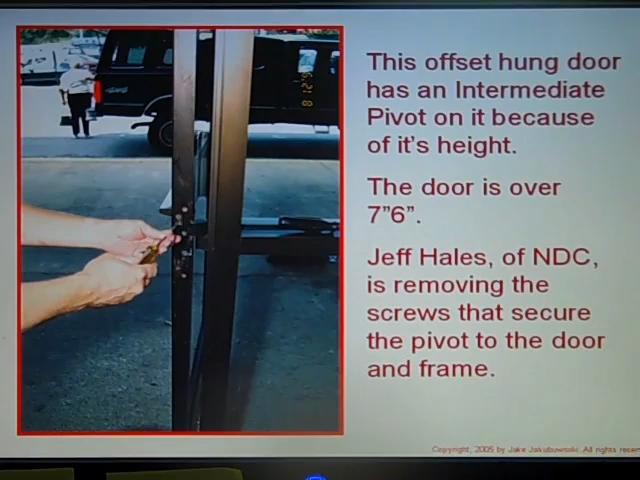 This offset hung door
has an Intermediate
Pivot on it because
of it's height.
The door is over
7”6”.
Jeff Hales, of NDC,
is removing the
screws that secure
the pivot to the door
and frame.
Copyright, 2005 by Jake Jakubuwski. All rights